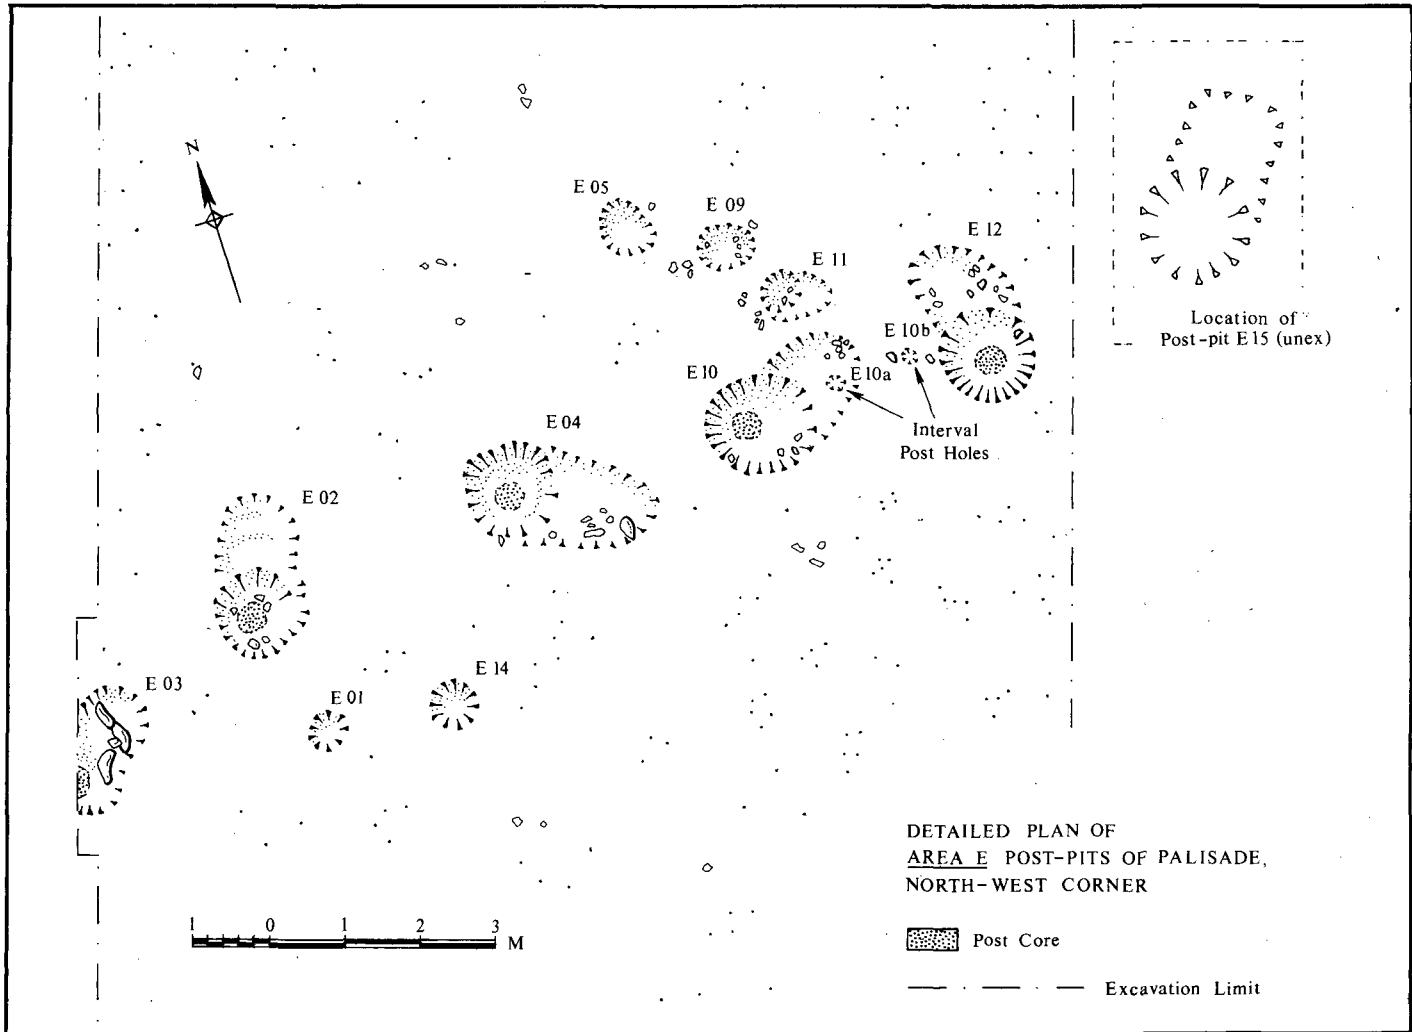 N
E 05
E 09
E 11
E 12
Location of
Post-pit E 15 (unex)
E 10b
E 10
E 10a
Interval
Post Holes
E 04
E 02
E 03
E 01
E 14
1 0 1 2 3 M
DETAILED PLAN OF
AREA E POST-PITS OF PALISADE,
NORTH-WEST CORNER
Post Core
Excavation Limit